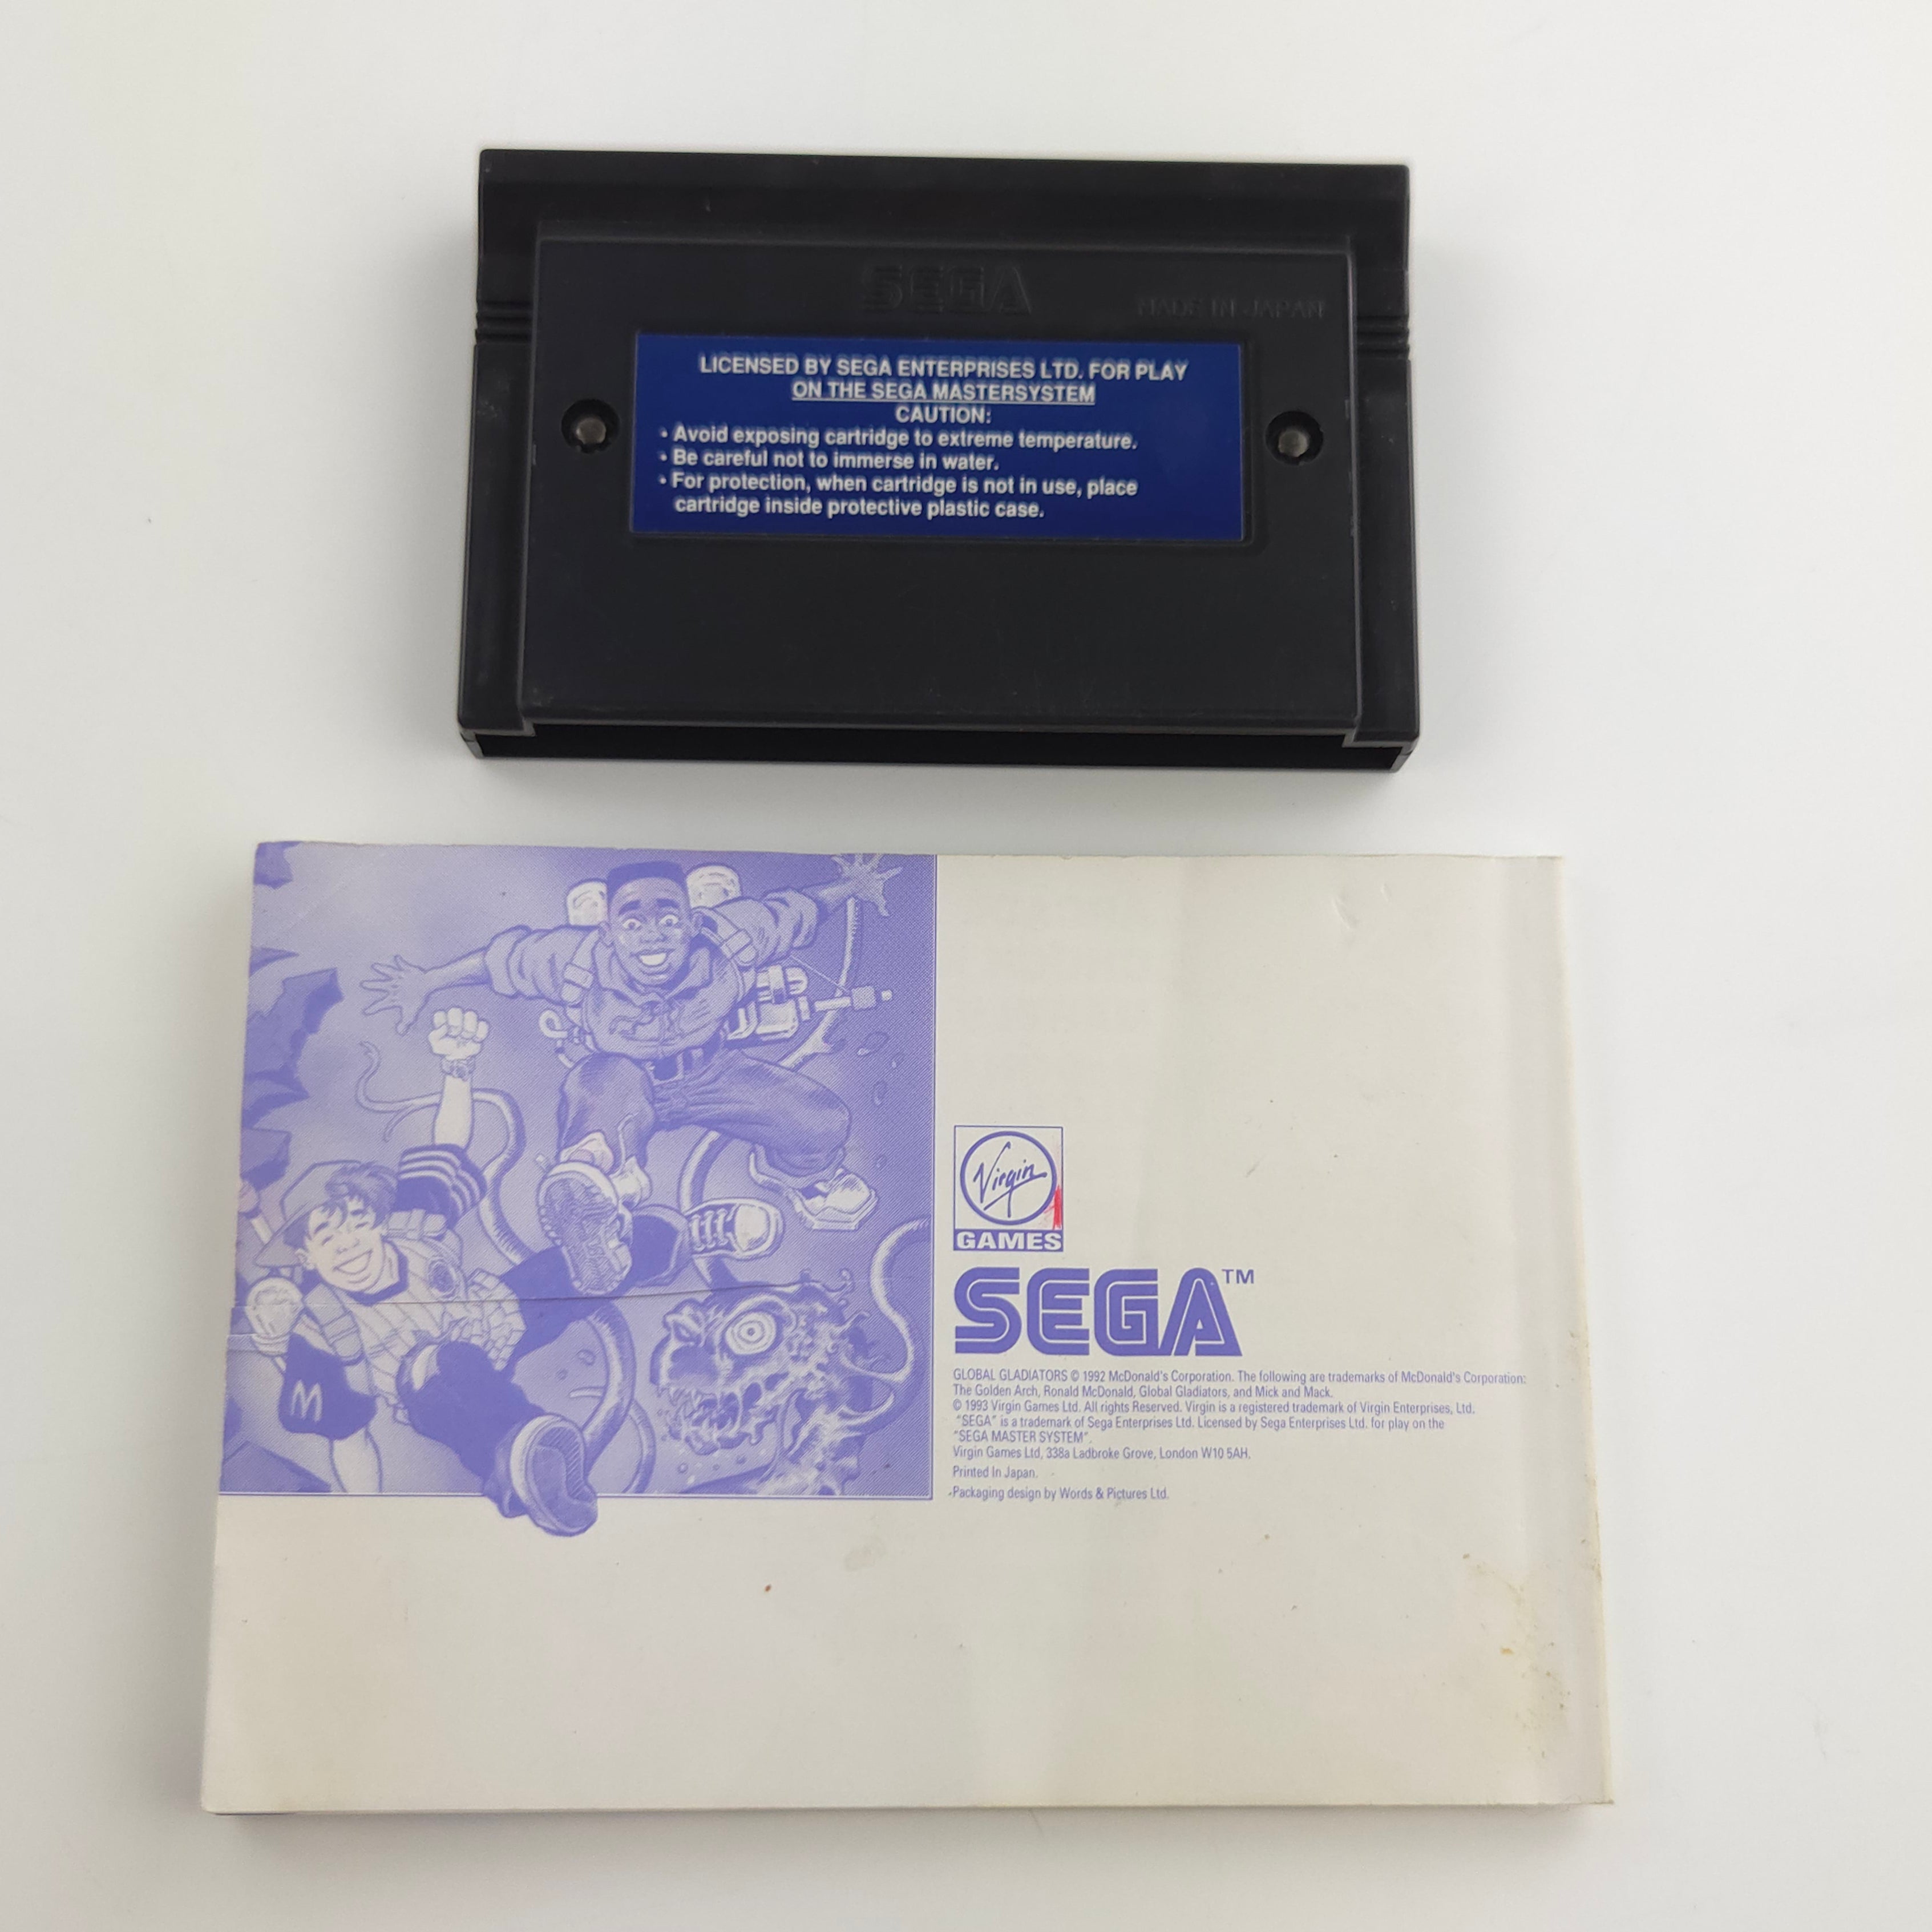 SEGA
MADE IN JAPAN
LICENSED BY SEGA ENTERPRISES LTD. FOR PLAY
ON THE SEGA MASTERSYSTEM
CAUTION:
• Avoid exposing cartridge to extreme temperature.
• Be careful not to immerse in water.
• For protection, when cartridge is not in use, place
cartridge inside protective plastic case.
M
Virgin
GAMES
SEGA™
GLOBAL GLADIATORS © 1992 McDonald's Corporation. The following are trademarks of McDonald's Corporation:
The Golden Arch, Ronald McDonald, Global Gladiators, and Mick and Mack.
© 1993 Virgin Games Ltd. All rights Reserved. Virgin is a registered trademark of Virgin Enterprises, Ltd.
"SEGA" is a trademark of Sega Enterprises Ltd. Licensed by Sega Enterprises Ltd. for play on the
"SEGA MASTER SYSTEM".
Virgin Games Ltd, 338a Ladbroke Grove, London W10 5AH.
Printed In Japan.
Packaging design by Words & Pictures Ltd.